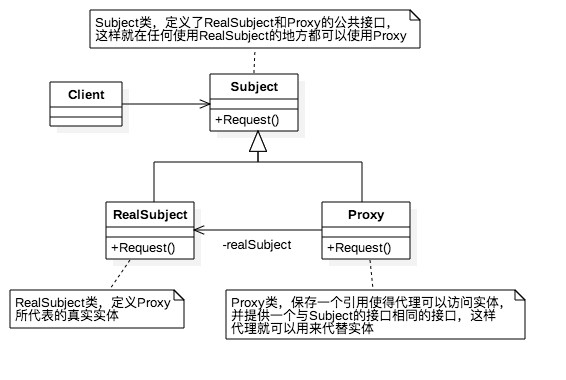 Subject类，定义了RealSubject和Proxy的公共接口，
这样就在任何使用RealSubject的地方都可以使用Proxy
Client
Subject
+Request()
RealSubject
Proxy
+Request()
-realSubject
+Request()
RealSubject类，定义Proxy
所代表的真实实体
Proxy类，保存一个引用使得代理可以访问实体，
并提供一个与Subject的接口相同的接口，这样
代理就可以用来代替实体